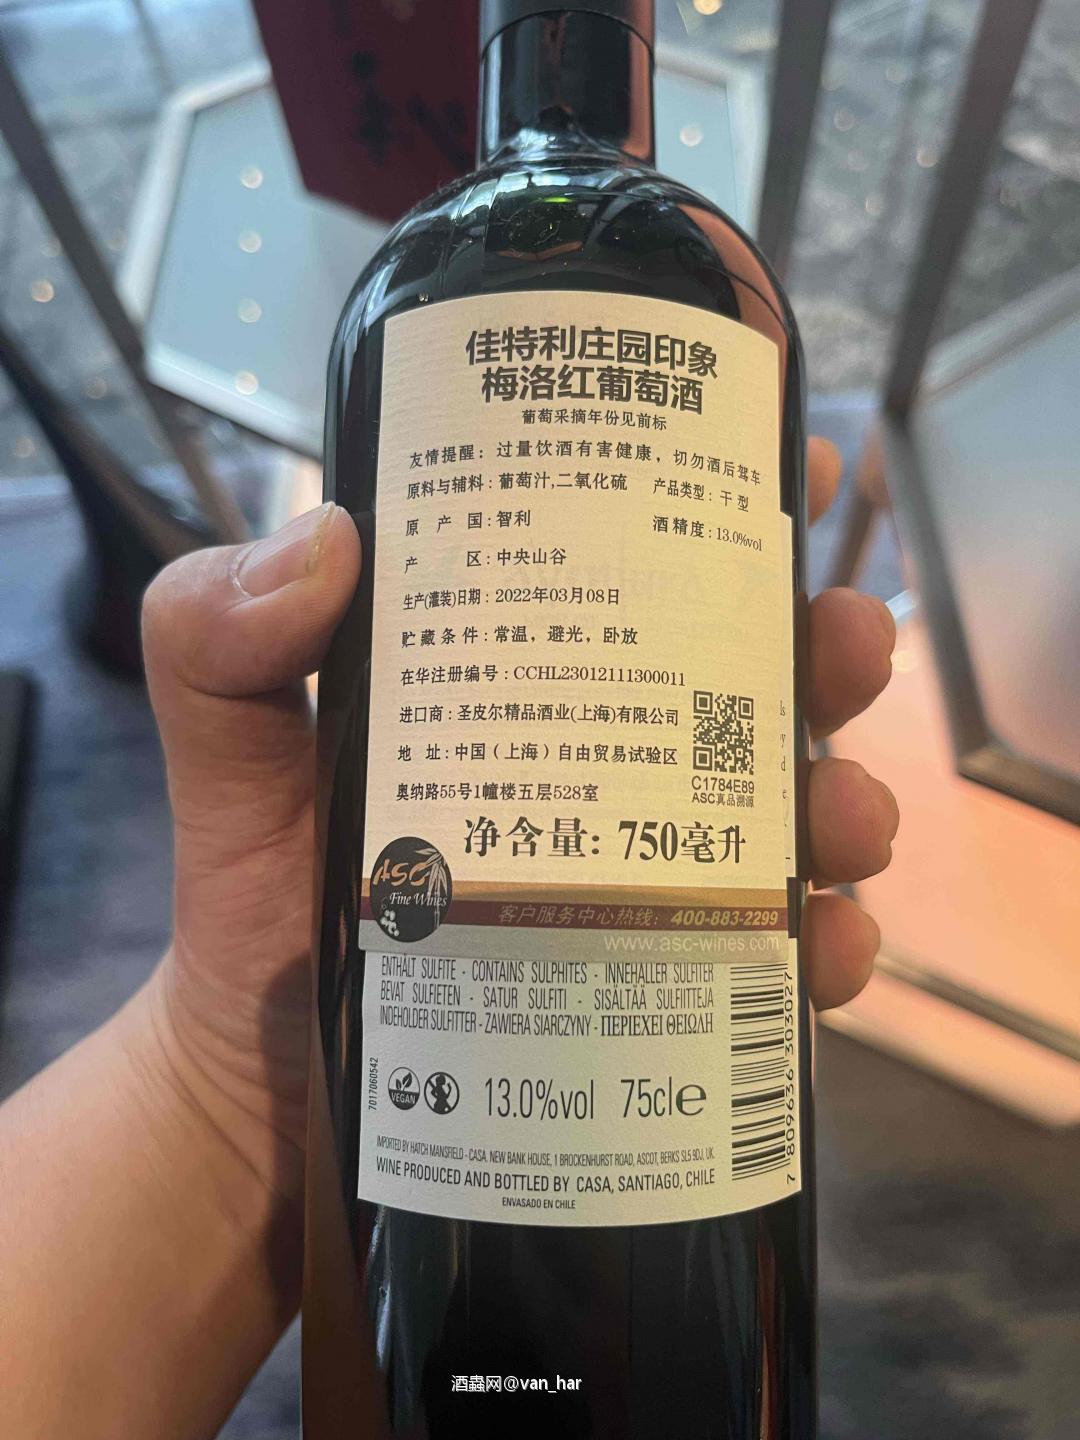 佳特利庄园印象
梅洛红葡萄酒
葡萄采摘年份见前标
友情提醒：过量饮酒有害健康，切勿酒后驾车
原料与辅料：葡萄汁,二氧化硫 产品类型：干 型
原 产 国：智利 酒 精 度：13.0%vol
产 区：中央山谷
生产(灌装)日期：2022年03月08日
贮 藏 条 件：常温，避光，卧放
在华注册编号：CCHL23012111300011
进口商：圣皮尔精品酒业(上海)有限公司
地 址：中国（上海）自由贸易试验区
奥纳路55号1幢楼五层528室
C1784E89
ASC真品溯源
净含量：750毫升
ASC
Fine Wines
客户服务中心热线：400-883-2299
www.asc-wines.com
ENTHÄLT SULFITE - CONTAINS SULPHITES - INNEHÅLLER SULFITER
BEVAT SULFIETEN - SATUR SULFITI - SISÄLTÄÄ SULFIITTEJA
INDEHOLDER SULFITTER - ZAWIERA SIARCZYNY - ΠΕΡΙΕΧΕΙ ΘΕΙΩΔΗ
7017060542
VEGAN
13.0%vol 75cle
IMPORTED BY HATCH MANSFIELD - CASA. NEW BANK HOUSE, 1 BROCKENHURST ROAD, ASCOT, BERKS SL5 9DJ, UK
WINE PRODUCED AND BOTTLED BY CASA, SANTIAGO, CHILE
ENVASADO EN CHILE
7 809636 303027
酒蟲网@van_har